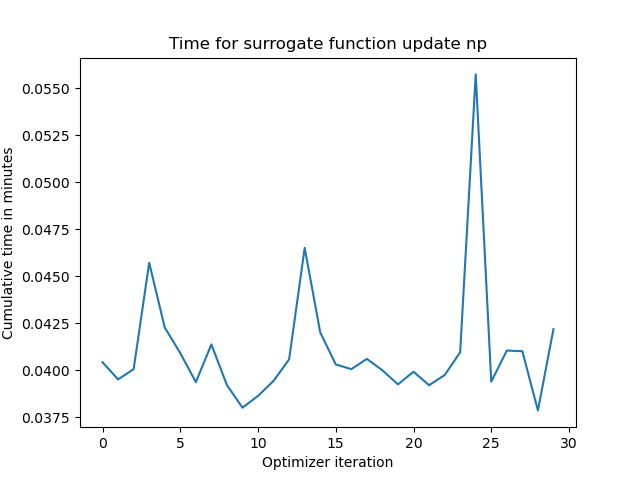 Time for surrogate function update np
Cumulative time in minutes
0.0550
0.0525
0.0500
0.0475
0.0450
0.0425
0.0400
0.0375
0 5 10 15 20 25 30
Optimizer iteration